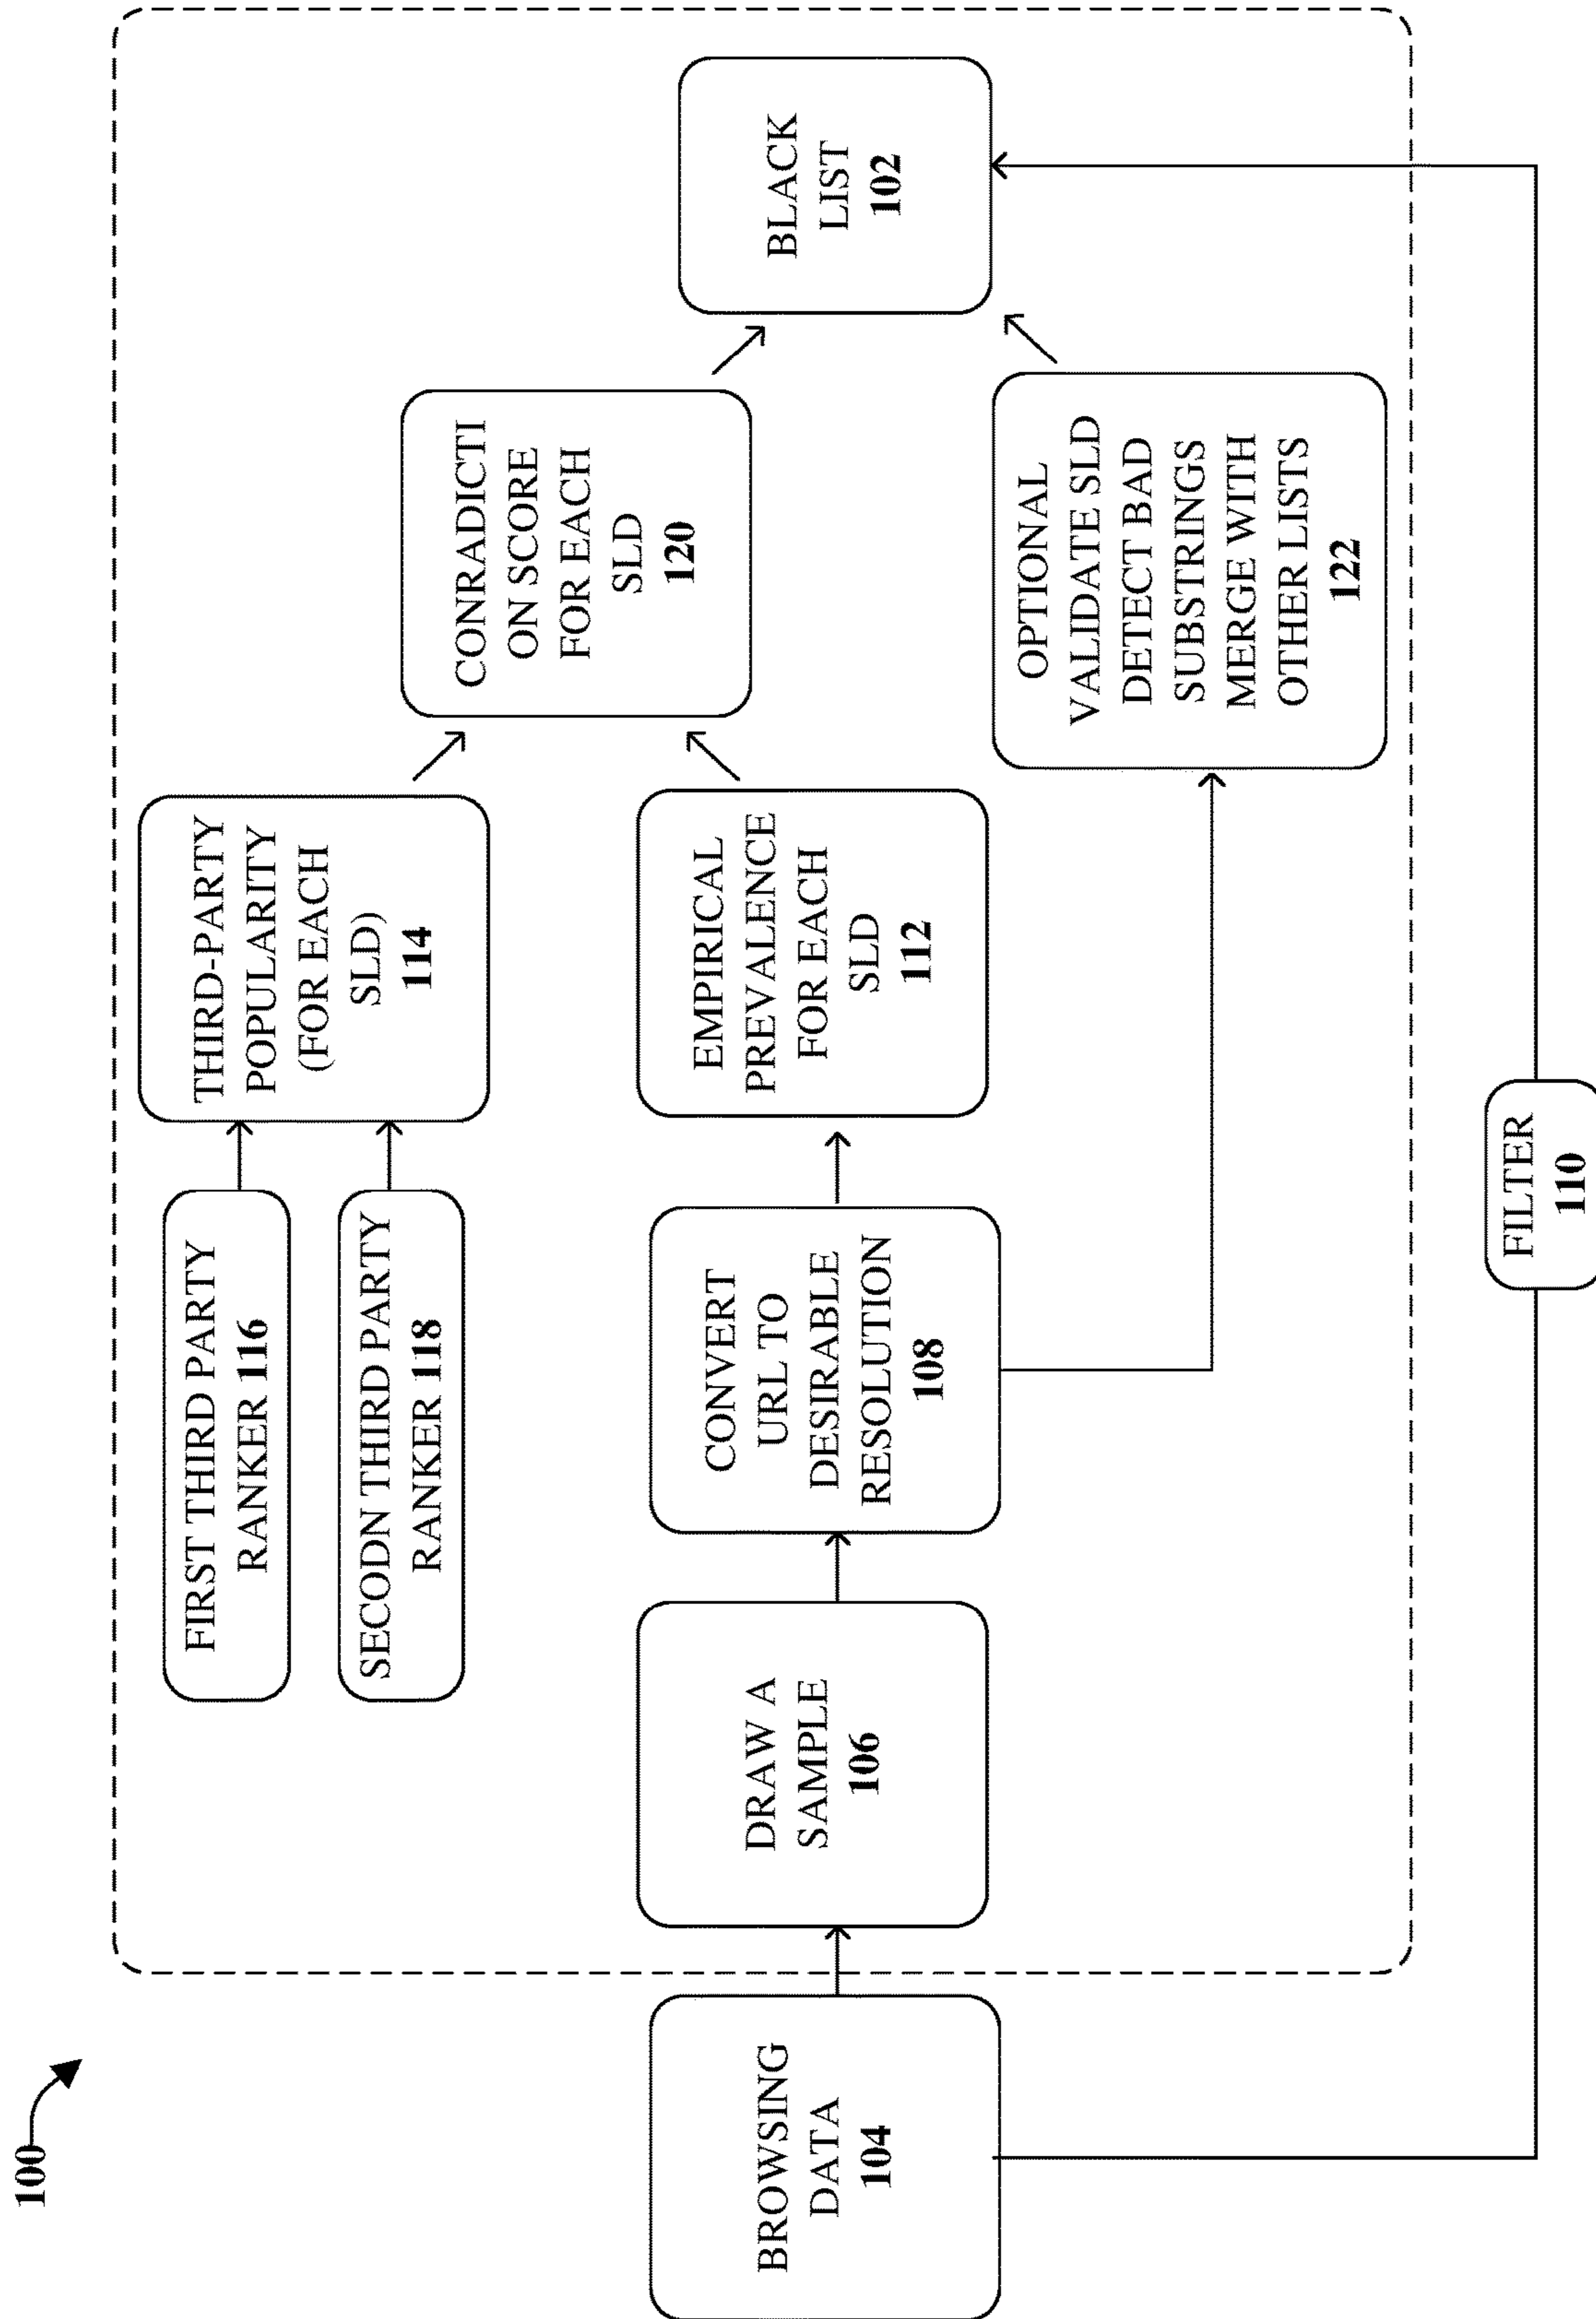 100
FIRST THIRD PARTY
RANKER 116
SECODN THIRD PARTY
RANKER 118
THIRD-PARTY
POPULARITY
(FOR EACH
SLD)
114
CONRADICTI
ON SCORE
FOR EACH
SLD
120
BLACK
LIST
102
BROWSING
DATA
104
DRAW A
SAMPLE
106
CONVERT
URL TO
DESIRABLE
RESOLUTION
108
EMPIRICAL
PREVALENCE
FOR EACH
SLD
112
OPTIONAL
VALIDATE SLD
DETECT BAD
SUBSTRINGS
MERGE WITH
OTHER LISTS
122
FILTER
110